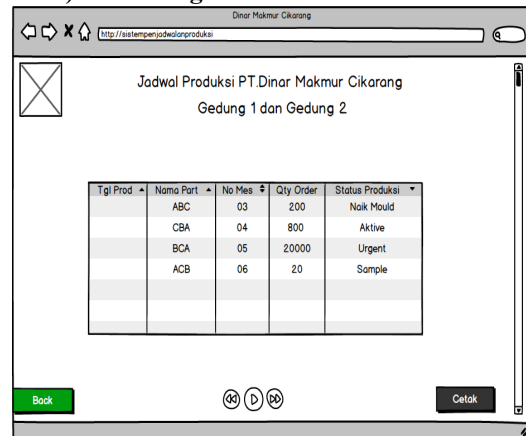 Dinar Makmur Cikarang
http://sistempenjadwalanproduksi
Jadwal Produksi PT.Dinar Makmur Cikarang
Gedung 1 dan Gedung 2
Tgl Prod Nama Part No Mes Qty Order Status Produksi
ABC 03 200 Naik Mould
CBA 04 800 Aktive
BCA 05 20000 Urgent
ACB 06 20 Sample
Back Cetak